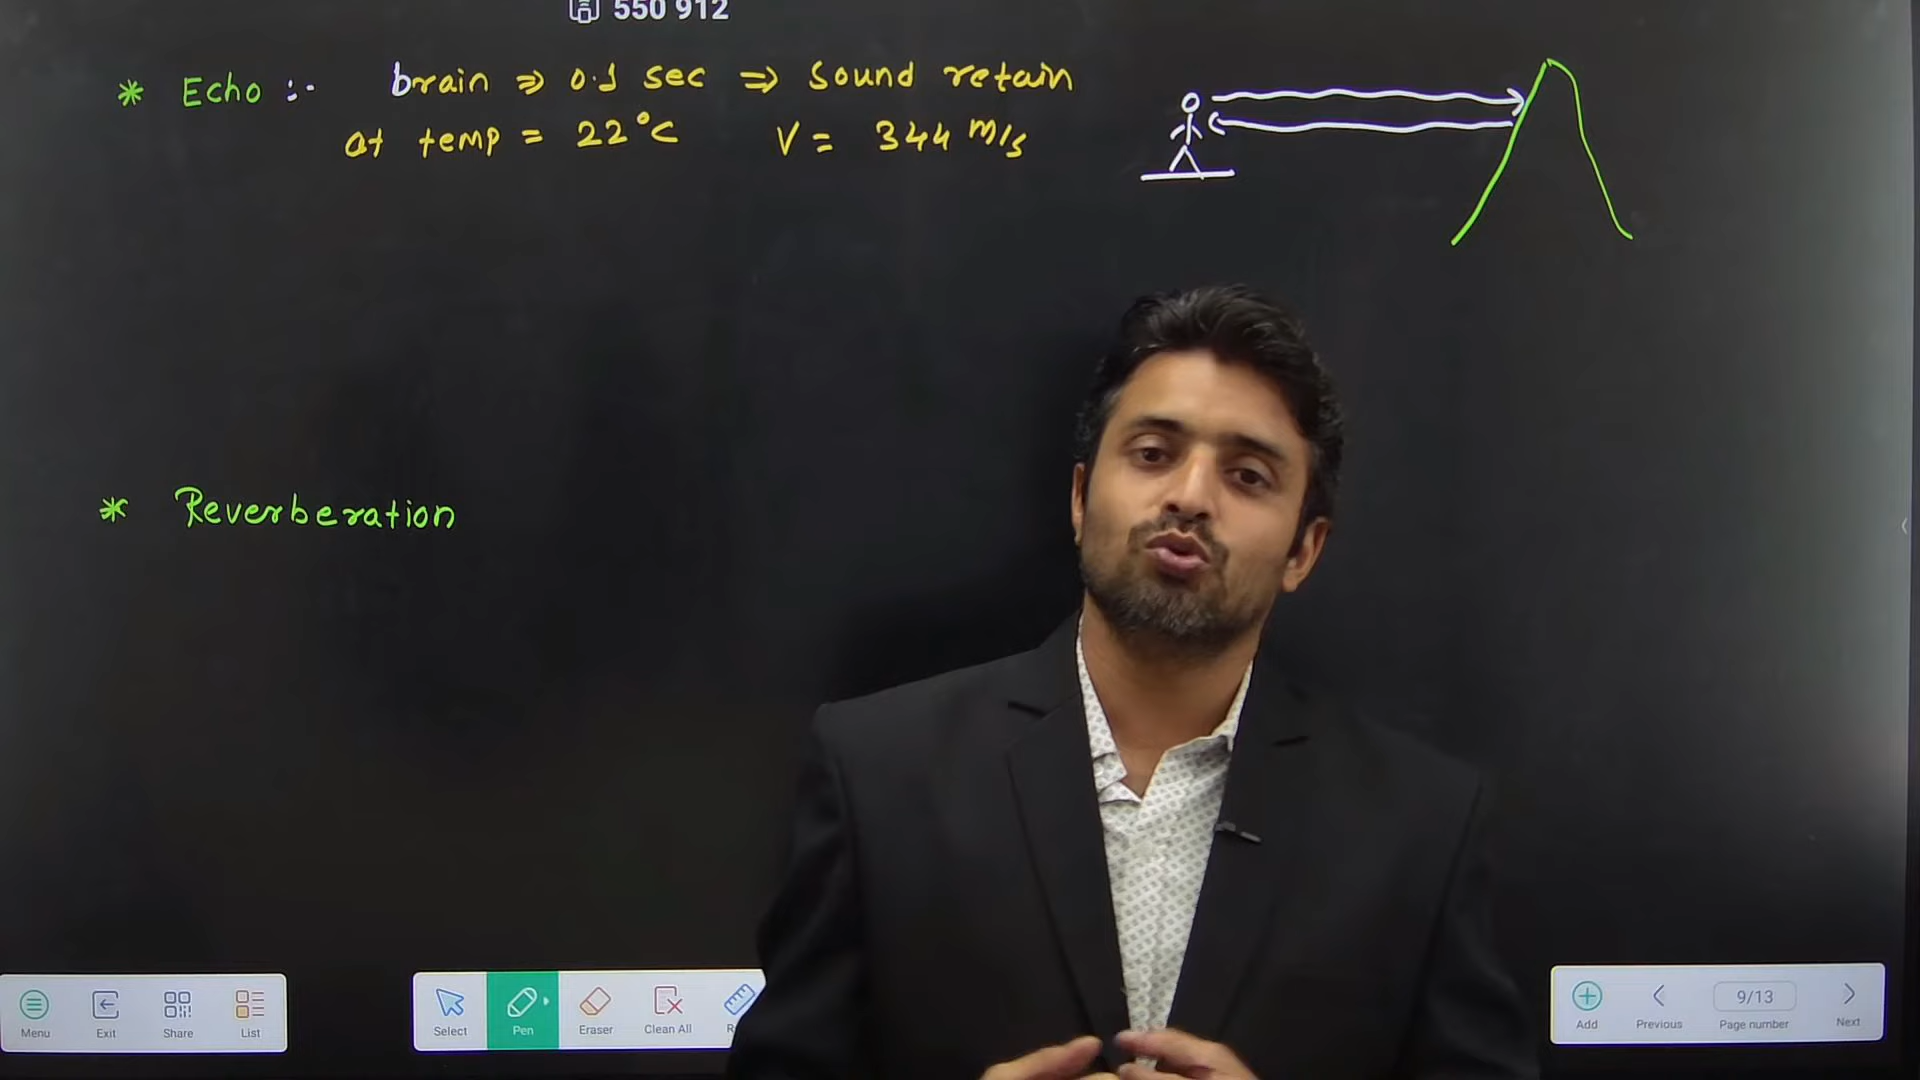 550 912
* Echo :- brain ⇒ 0.1 sec ⇒ Sound retain
at temp = 22°C V = 344 m/s
* Reverberation
Menu Exit Share List Select Pen Eraser Clean All Add Previous 9/13 Page number Next